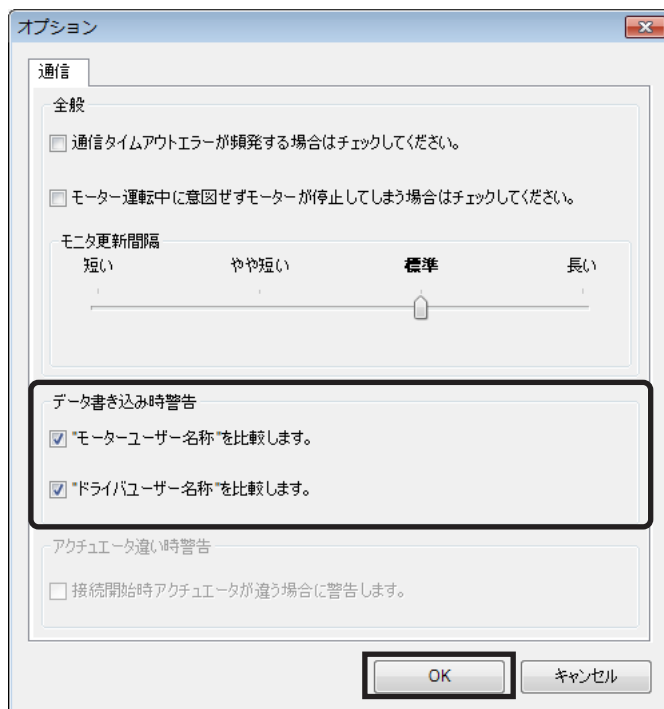 オプション
通信
全般
通信タイムアウトエラーが頻発する場合はチェックしてください。
モーター運転中に意図せずモーターが停止してしまう場合はチェックしてください。
モニタ更新間隔
短い やや短い 標準 長い
データ書き込み時警告
"モーターユーザー名称"を比較します。
"ドライバユーザー名称"を比較します。
アクチュエータ違い時警告
接続開始時アクチュエータが違う場合に警告します。
OK キャンセル